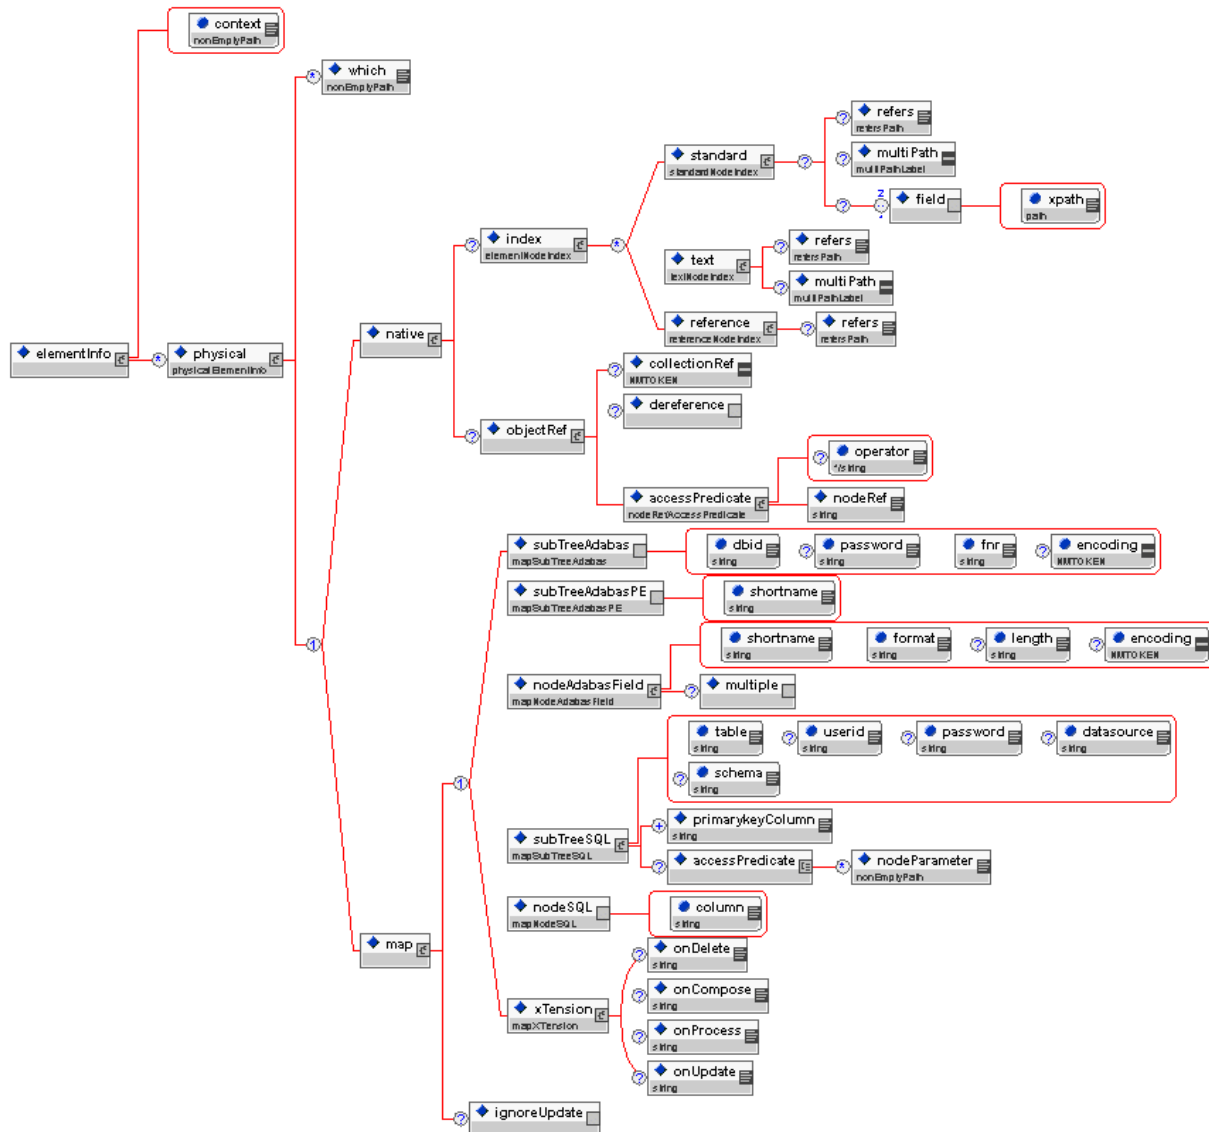 context
nonEmptyPath
*
which
nonEmptyPath
?
refers
refersPath
standard
standardNodeIndex
?
?
multiPath
multiPathLabel
?
2
..
*
field
xpath
path
?
index
elementNodeIndex
*
?
refers
refersPath
text
textNodeIndex
?
multiPath
multiPathLabel
native
reference
referenceNodeIndex
?
refers
refersPath
elementInfo
*
physical
physicalElementInfo
?
collectionRef
NMTOKEN
?
dereference
?
objectRef
?
operator
"/string
accessPredicate
nodeRefAccessPredicate
nodeRef
string
subTreeAdabas
mapSubTreeAdabas
dbid
string
?
password
string
fnr
string
?
encoding
NMTOKEN
subTreeAdabasPE
mapSubTreeAdabasPE
shortname
string
1
shortname
string
format
string
?
length
string
?
encoding
NMTOKEN
nodeAdabasField
mapNodeAdabasField
?
multiple
table
string
?
userid
string
?
password
string
?
datasource
string
?
schema
string
1
subTreeSQL
mapSubTreeSQL
+
primarykeyColumn
string
?
accessPredicate
*
nodeParameter
nonEmptyPath
nodeSQL
mapNodeSQL
column
string
map
?
onDelete
string
?
onCompose
string
xTension
mapXTension
?
onProcess
string
?
onUpdate
string
?
ignoreUpdate